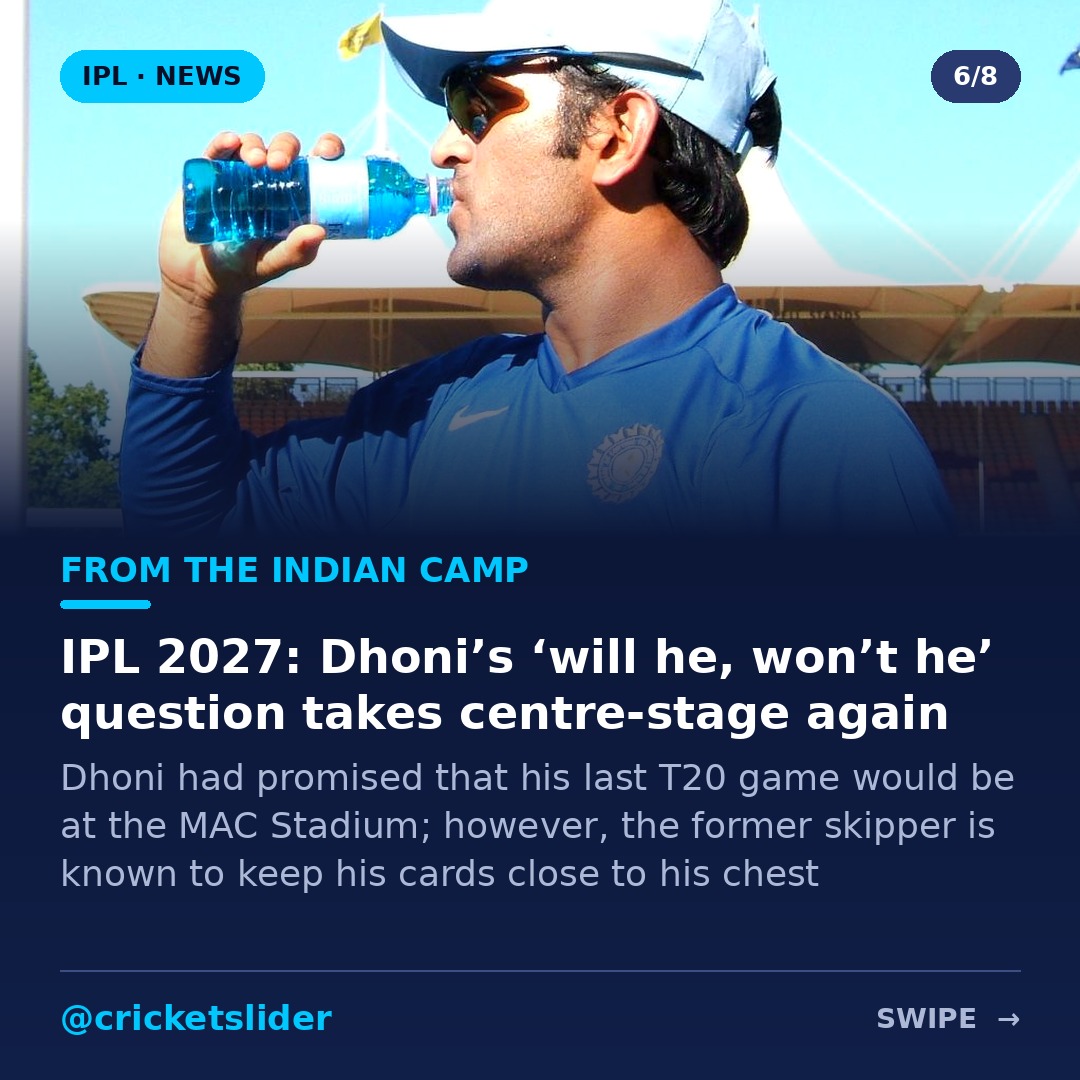 IPL · NEWS
6/8
FROM THE INDIAN CAMP
IPL 2027: Dhoni’s ‘will he, won’t he’
question takes centre-stage again
Dhoni had promised that his last T20 game would be
at the MAC Stadium; however, the former skipper is
known to keep his cards close to his chest
@cricketslider
SWIPE →